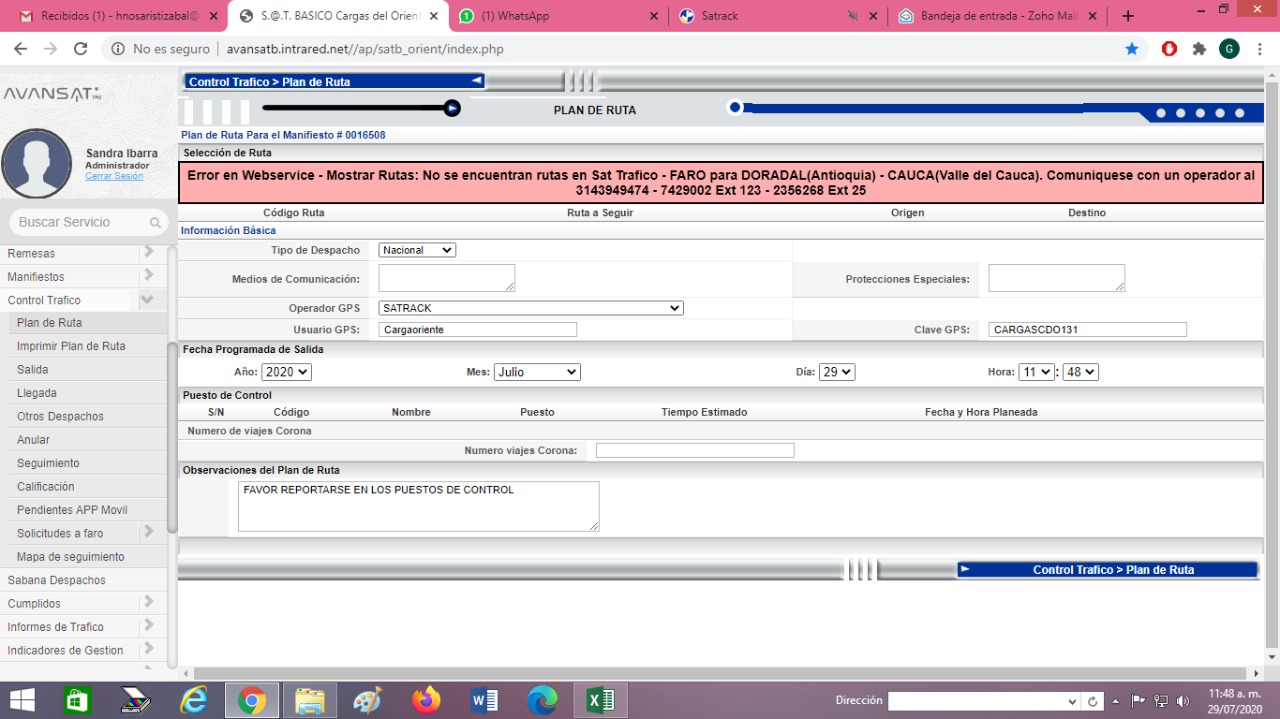 Recibidos (1) - hnosaristizabal@
S.@.T. BASICO Cargas del Orient
(1) WhatsApp
Satrack
Bandeja de entrada - Zoho Mail
No es seguro | avansatb.intrared.net//ap/satb_orient/index.php
G
AVANSAT
Sandra Ibarra
Administrador
Cerrar Sesión
Buscar Servicio
Remesas
Manifiestos
Control Trafico
Plan de Ruta
Imprimir Plan de Ruta
Salida
Llegada
Otros Despachos
Anular
Seguimiento
Calificación
Pendientes APP Movil
Solicitudes a faro
Mapa de seguimiento
Sabana Despachos
Cumplidos
Informes de Trafico
Indicadores de Gestion
Control Trafico > Plan de Ruta
PLAN DE RUTA
Plan de Ruta Para el Manifiesto # 0016508
Selección de Ruta
Error en Webservice - Mostrar Rutas: No se encuentran rutas en Sat Trafico - FARO para DORADAL(Antioquia) - CAUCA(Valle del Cauca). Comuniquese con un operador al
3143949474 - 7429002 Ext 123 - 2356268 Ext 25
Código Ruta Ruta a Seguir Origen Destino
Información Básica
Tipo de Despacho Nacional
Medios de Comunicación: Protecciones Especiales:
Operador GPS SATRACK
Usuario GPS: Cargaoriente Clave GPS: CARGASCDO131
Fecha Programada de Salida
Año: 2020 Mes: Julio Día: 29 Hora: 11 : 48
Puesto de Control
S/N Código Nombre Puesto Tiempo Estimado Fecha y Hora Planeada
Numero de viajes Corona
Numero viajes Corona:
Observaciones del Plan de Ruta
FAVOR REPORTARSE EN LOS PUESTOS DE CONTROL
Control Trafico > Plan de Ruta
Dirección
11:48 a. m.
29/07/2020